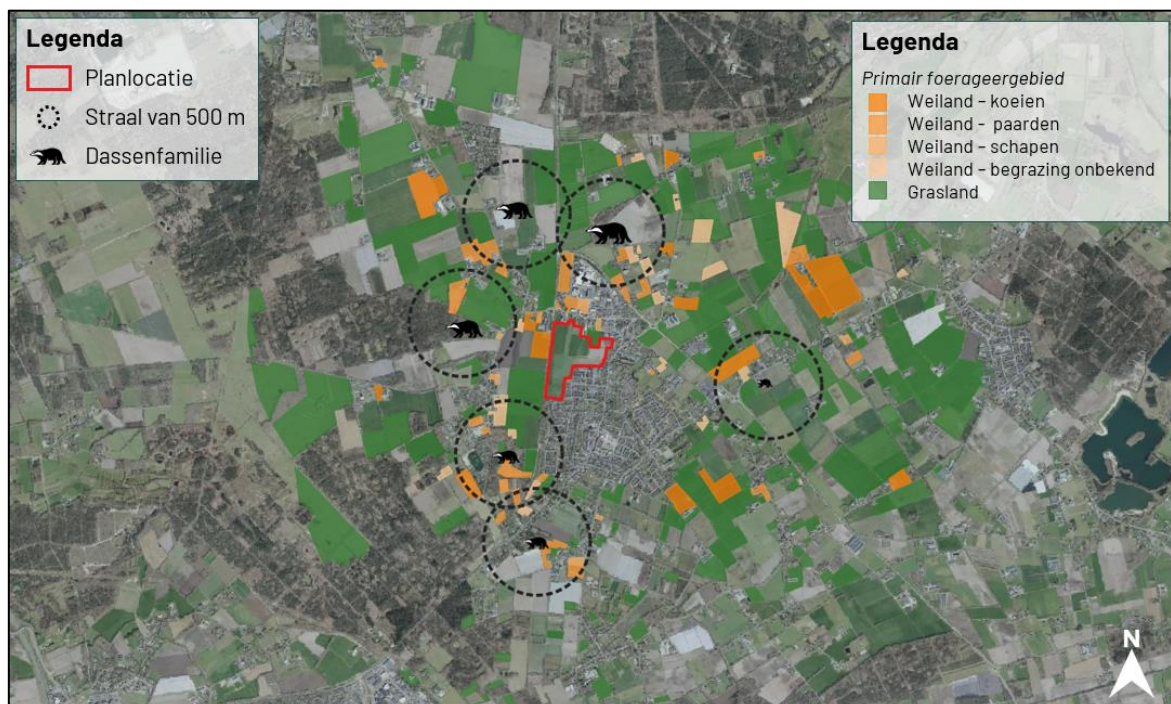 Legenda
Planlocatie
Straal van 500 m
Dassenfamilie
Legenda
Primair foerageergebied
Weiland – koeien
Weiland - paarden
Weiland – schapen
Weiland – begrazing onbekend
Grasland
N